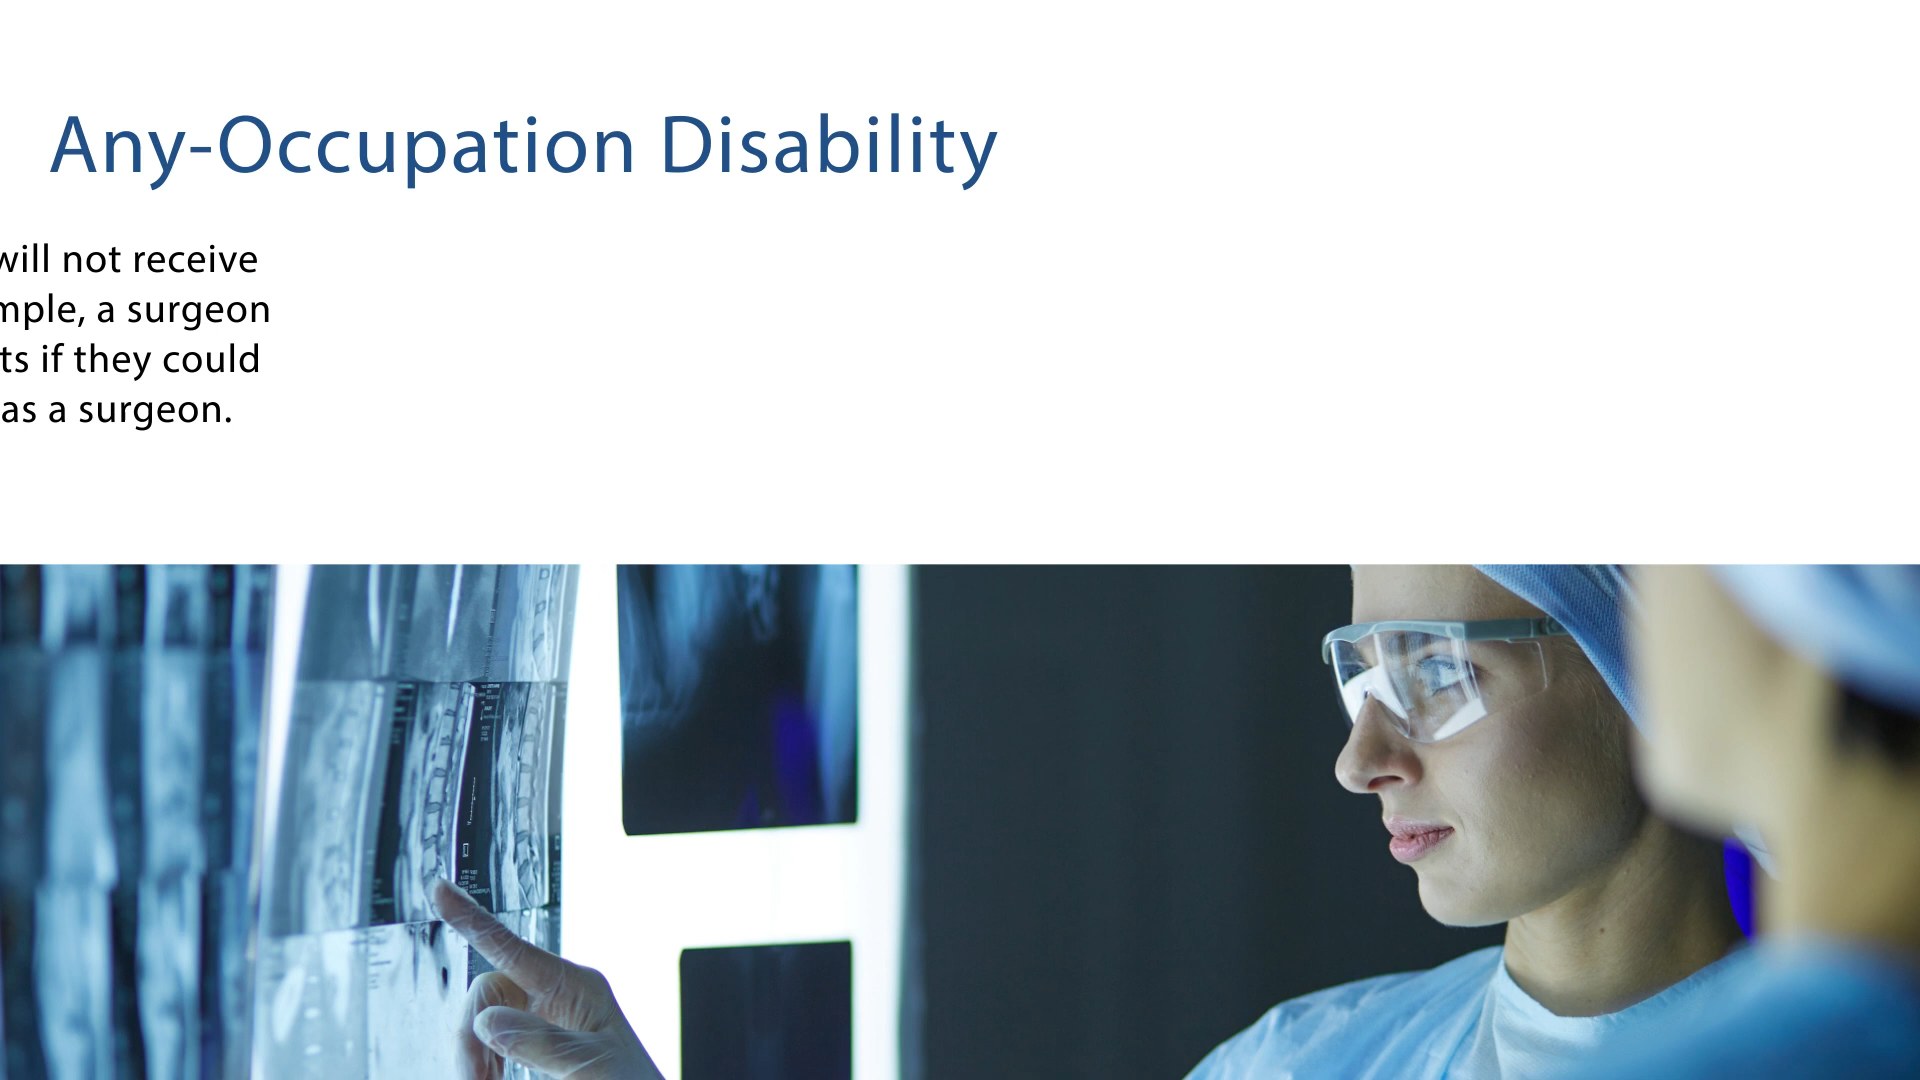 Any-Occupation Disability
will not receive
mple, a surgeon
ts if they could
as a surgeon.